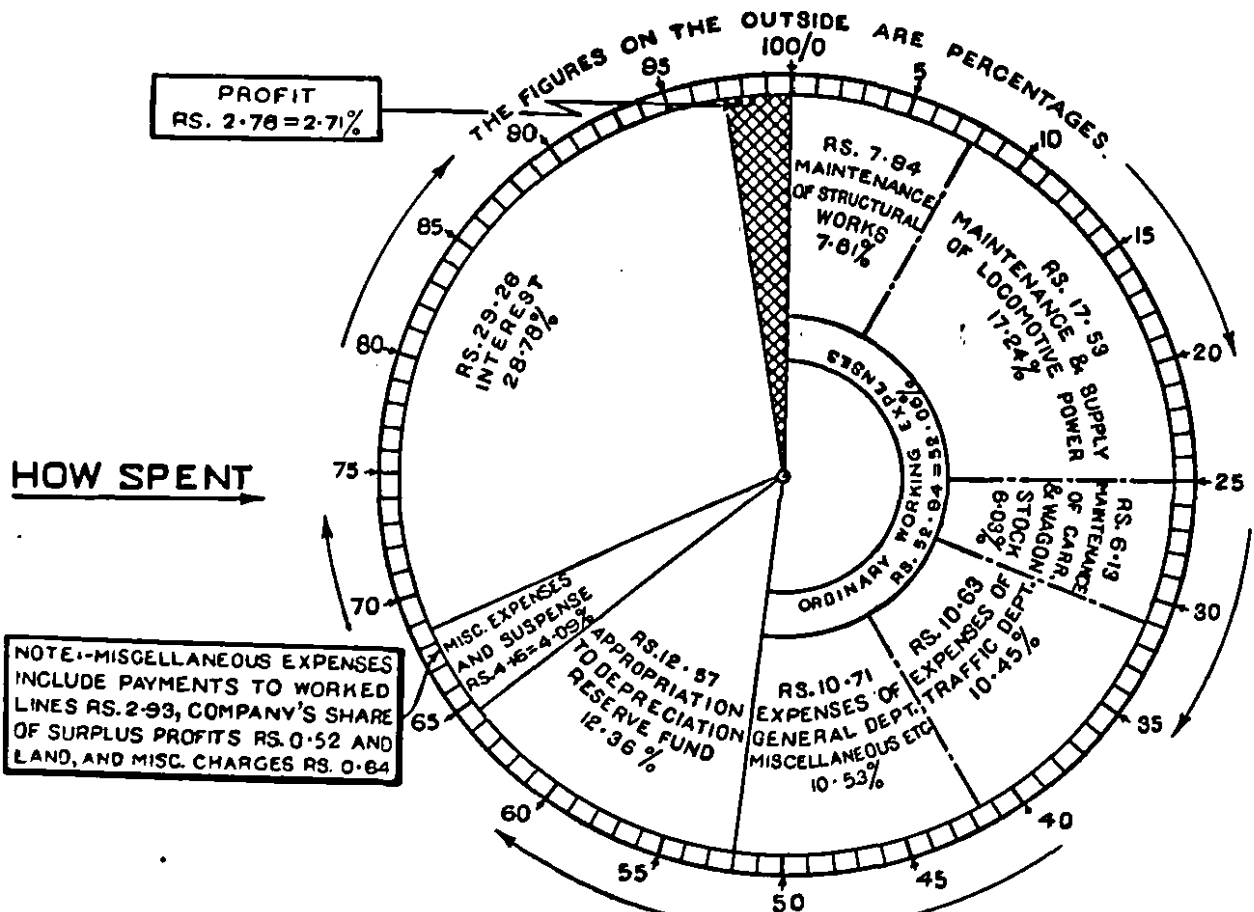 THE FIGURES ON THE OUTSIDE ARE PERCENTAGES.
100/0
5
10
15
20
25
30
35
40
45
50
55
60
65
70
75
80
85
90
95
PROFIT
RS. 2.76=2.71%
RS. 7.94
MAINTENANCE
OF STRUCTURAL
WORKS
7.81%
RS. 17.53
MAINTENANCE & SUPPLY
OF LOCOMOTIVE POWER
17.24%
RS. 6.13
MAINTENANCE
OF CARR.
& WAGON
STOCK
6.03%
RS. 10.63
EXPENSES OF
TRAFFIC DEPT.
10.45%
RS. 10.71
EXPENSES OF
GENERAL DEPT.,
MISCELLANEOUS ETC.
10.53%
ORDINARY WORKING EXPENSES
RS. 52.94=52.06%
RS. 12.57
APPROPRIATION
TO DEPRECIATION
RESERVE FUND
12.36 %
MISC. EXPENSES
AND SUSPENSE
RS. 4.16=4.09%
RS. 29.26
INTEREST
28.78%
HOW SPENT
NOTE:-MISCELLANEOUS EXPENSES
INCLUDE PAYMENTS TO WORKED
LINES RS. 2.93, COMPANY'S SHARE
OF SURPLUS PROFITS RS. 0.52 AND
LAND, AND MISC. CHARGES RS. 0.64